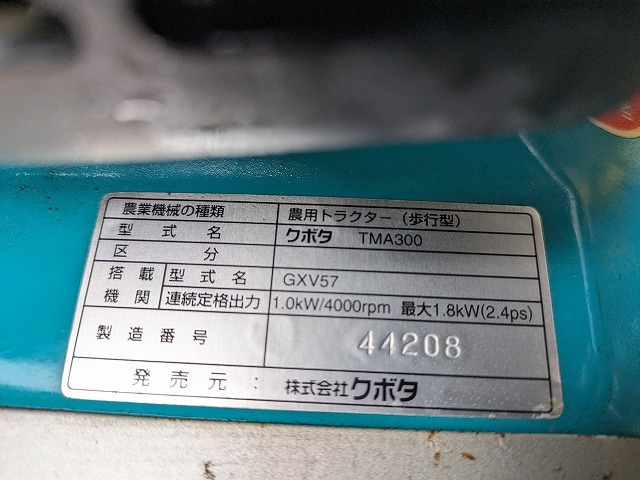 農業機械の種類 農用トラクター（歩行型）
型式名 クボタ TMA300
区分
搭載機関 型式名 GXV57
連続定格出力 1.0kW/4000rpm 最大1.8kW(2.4ps)
製造番号 44208
発売元： 株式会社クボタ